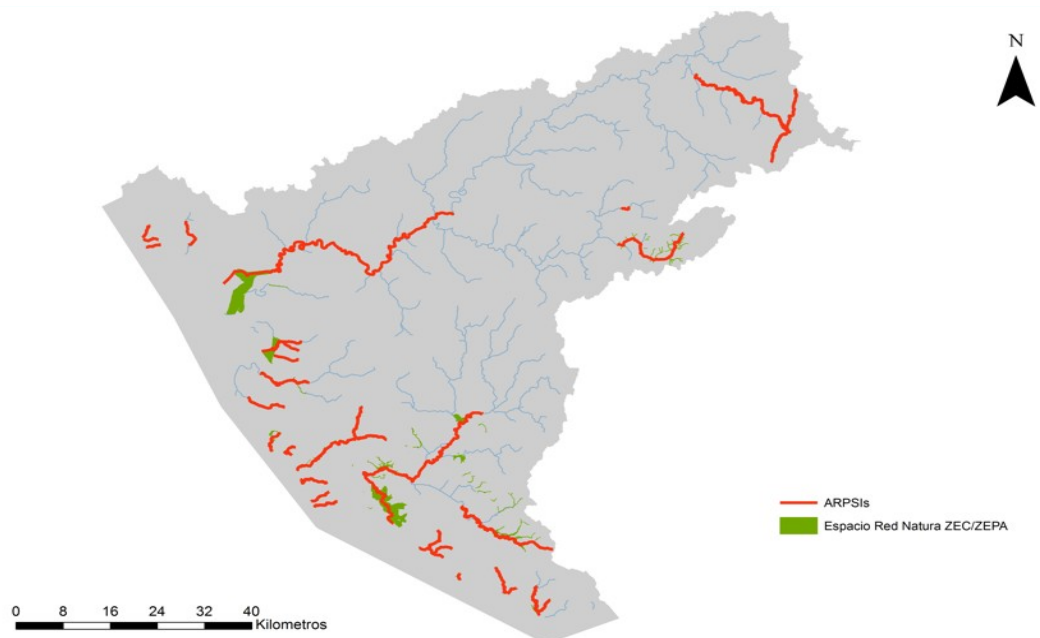 N
ARPSIs
Espacio Red Natura ZEC/ZEPA
0 8 16 24 32 40
Kilometros